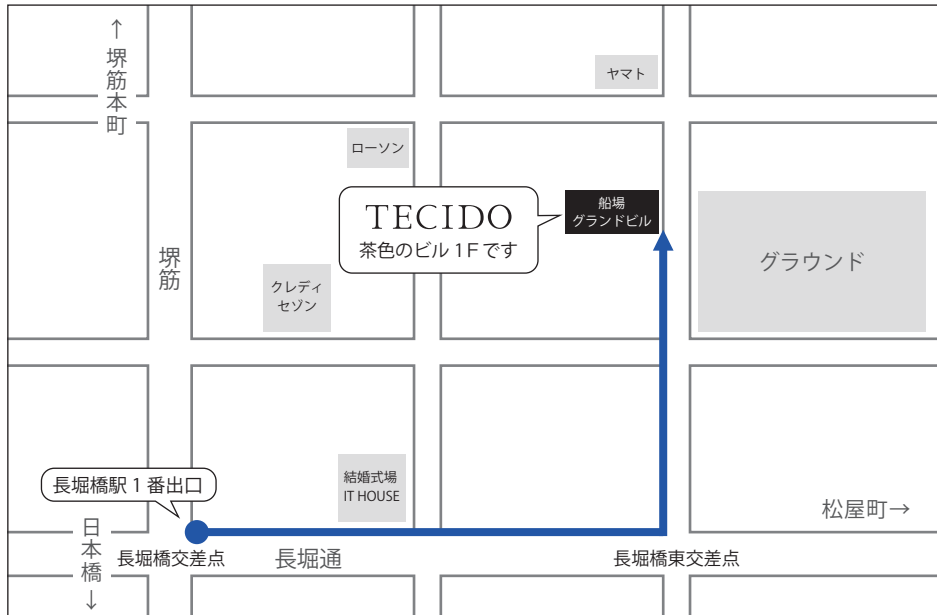 ↑
堺筋本町
ヤマト
ローソン
TECIDO
茶色のビル1Fです
船場
グランドビル
堺筋
グラウンド
クレディ
セゾン
長堀橋駅1番出口
結婚式場
IT HOUSE
松屋町→
日本橋
↓
長堀橋交差点
長堀通
長堀橋東交差点